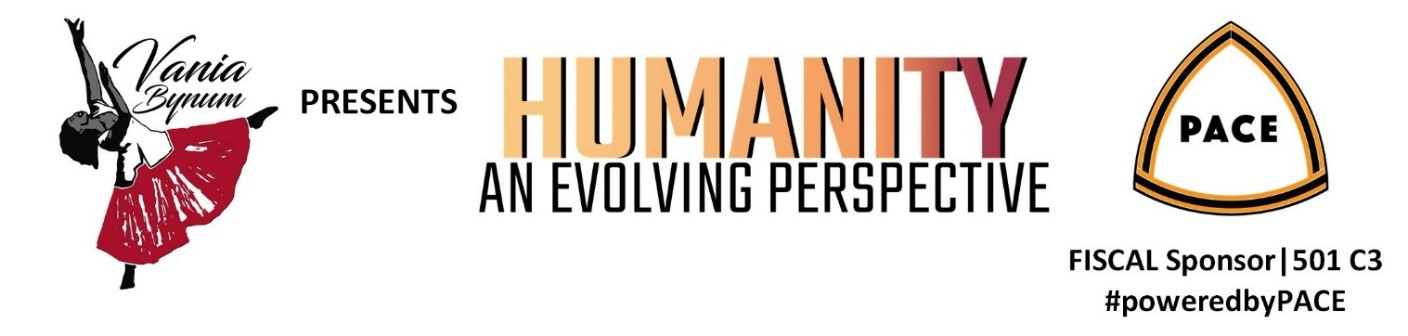 Vania
Bynum
PRESENTS
HUMANITY
AN EVOLVING PERSPECTIVE
PACE
FISCAL Sponsor|501 C3
#poweredbyPACE